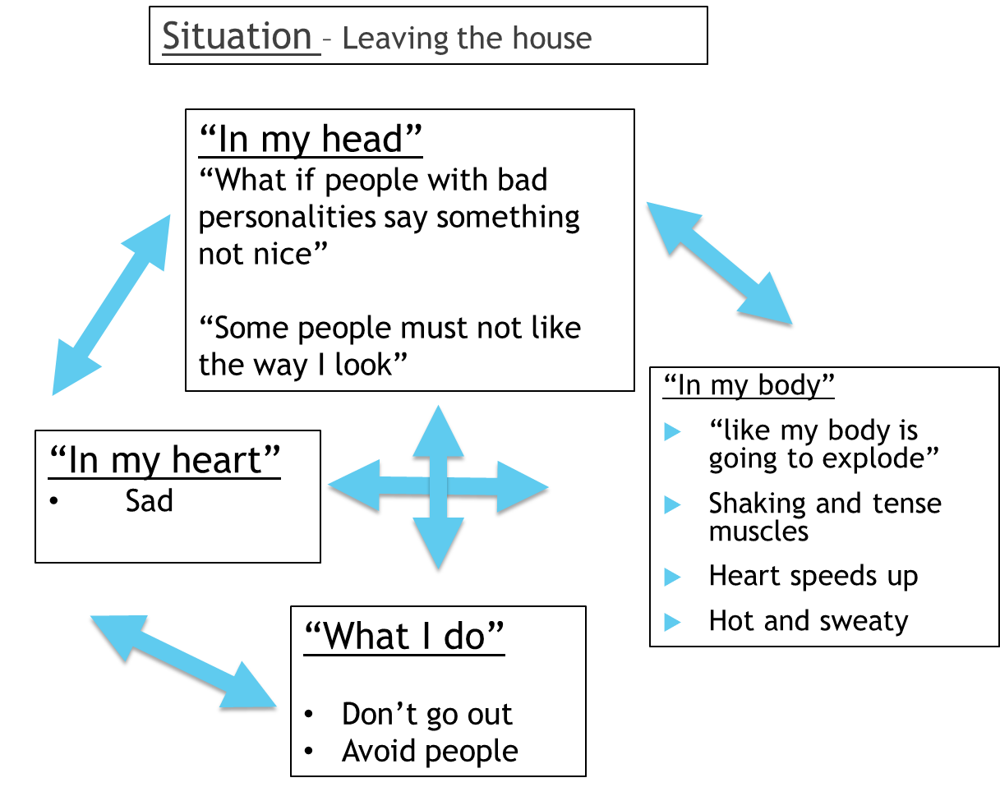 Situation – Leaving the house
“In my head”
“What if people with bad
personalities say something
not nice”
“Some people must not like
the way I look”
“In my heart”
• Sad
“In my body”
“like my body is
going to explode”
Shaking and tense
muscles
Heart speeds up
Hot and sweaty
“What I do”
• Don’t go out
• Avoid people